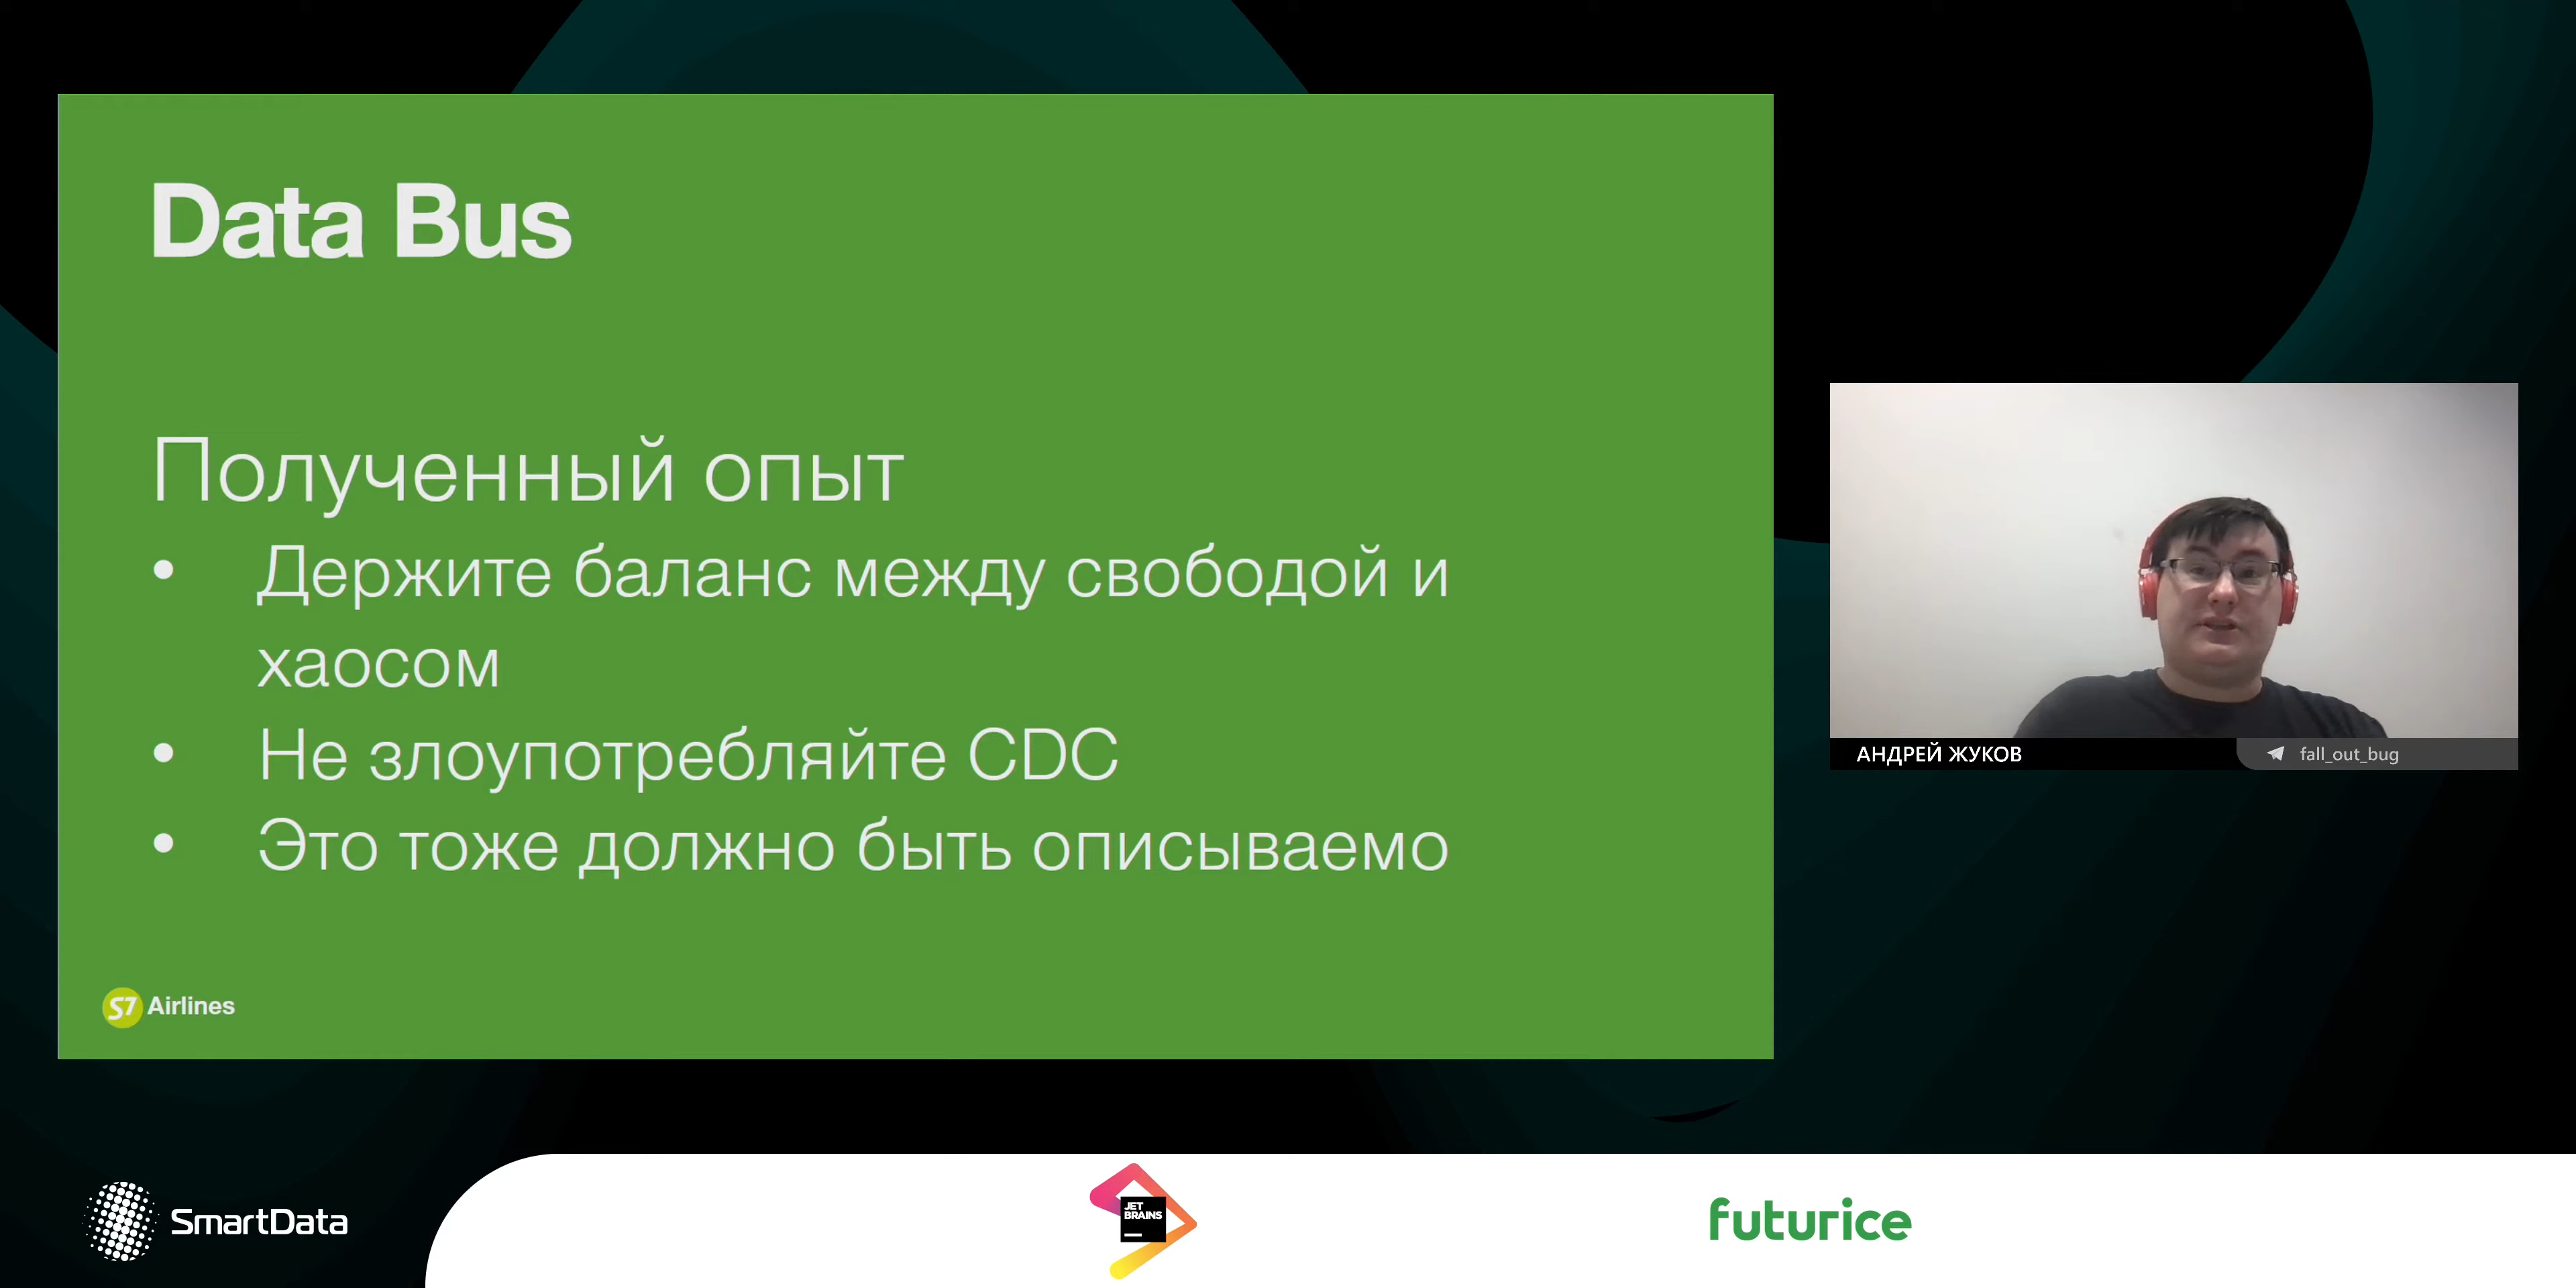 Data Bus
Полученный опыт
• Держите баланс между свободой и
хаосом
• Не злоупотребляйте CDC
• Это тоже должно быть описываемо
S7 Airlines
АНДРЕЙ ЖУКОВ
fall_out_bug
SmartData
JET
BRAINS
futurice